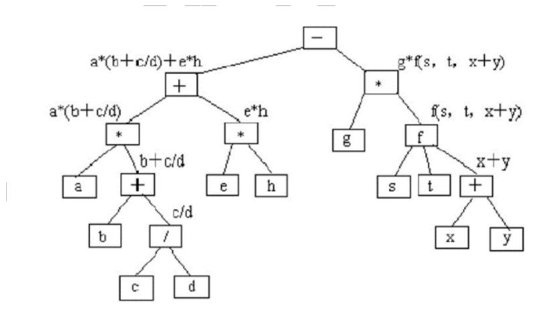 −
a*(b+c/d)+e*h
g*f(s, t, x+y)
+
*
a*(b+c/d)
e*h
f(s, t, x+y)
*
*
g
f
b+c/d
x+y
a
+
e
h
s
t
+
c/d
b
/
x
y
c
d